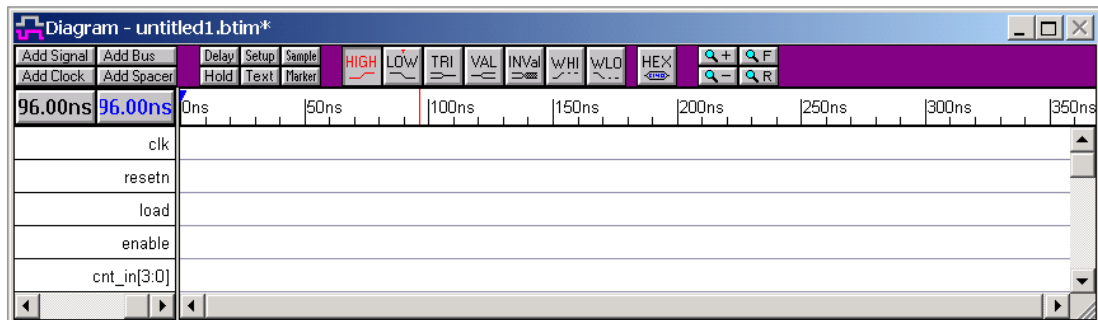 Diagram - untitled1.btim*
Add Signal Add Bus Delay Setup Sample HIGH LOW TRI VAL INVal WHI WLO HEX + F
Add Clock Add Spacer Hold Text Marker - R
96.00ns 96.00ns 0ns 50ns 100ns 150ns 200ns 250ns 300ns 350ns
clk
resetn
load
enable
cnt_in[3:0]